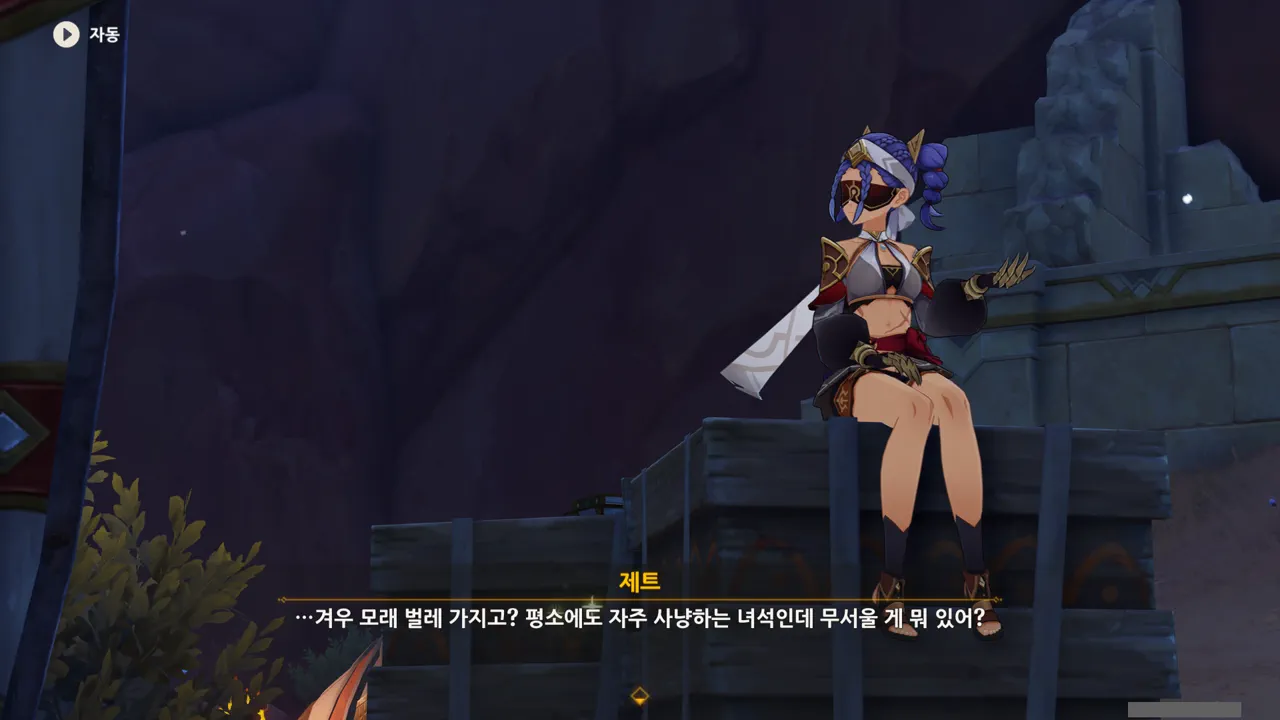 자동
제트
…겨우 모래 벌레 가지고? 평소에도 자주 사냥하는 녀석인데 무서울 게 뭐 있어?